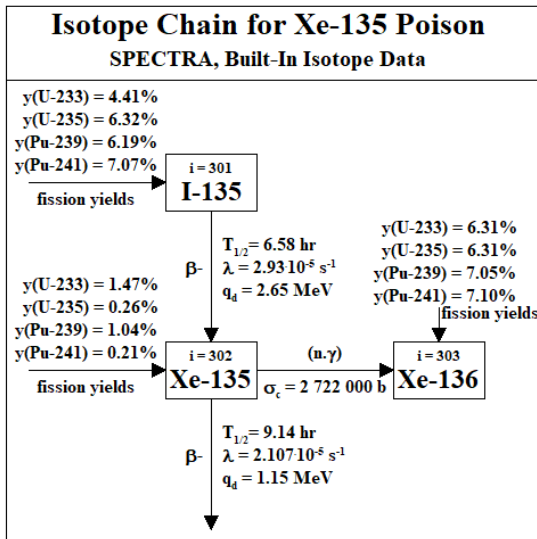 Isotope Chain for Xe-135 Poison
SPECTRA, Built-In Isotope Data
y(U-233) = 4.41%
y(U-235) = 6.32%
y(Pu-239) = 6.19%
y(Pu-241) = 7.07%
fission yields
i = 301
I-135
β-
T1/2= 6.58 hr
λ = 2.93·10-5 s-1
qd = 2.65 MeV
y(U-233) = 6.31%
y(U-235) = 6.31%
y(Pu-239) = 7.05%
y(Pu-241) = 7.10%
fission yields
y(U-233) = 1.47%
y(U-235) = 0.26%
y(Pu-239) = 1.04%
y(Pu-241) = 0.21%
fission yields
i = 302
Xe-135
(n.γ)
σc = 2 722 000 b
i = 303
Xe-136
β-
T1/2= 9.14 hr
λ = 2.107·10-5 s-1
qd = 1.15 MeV